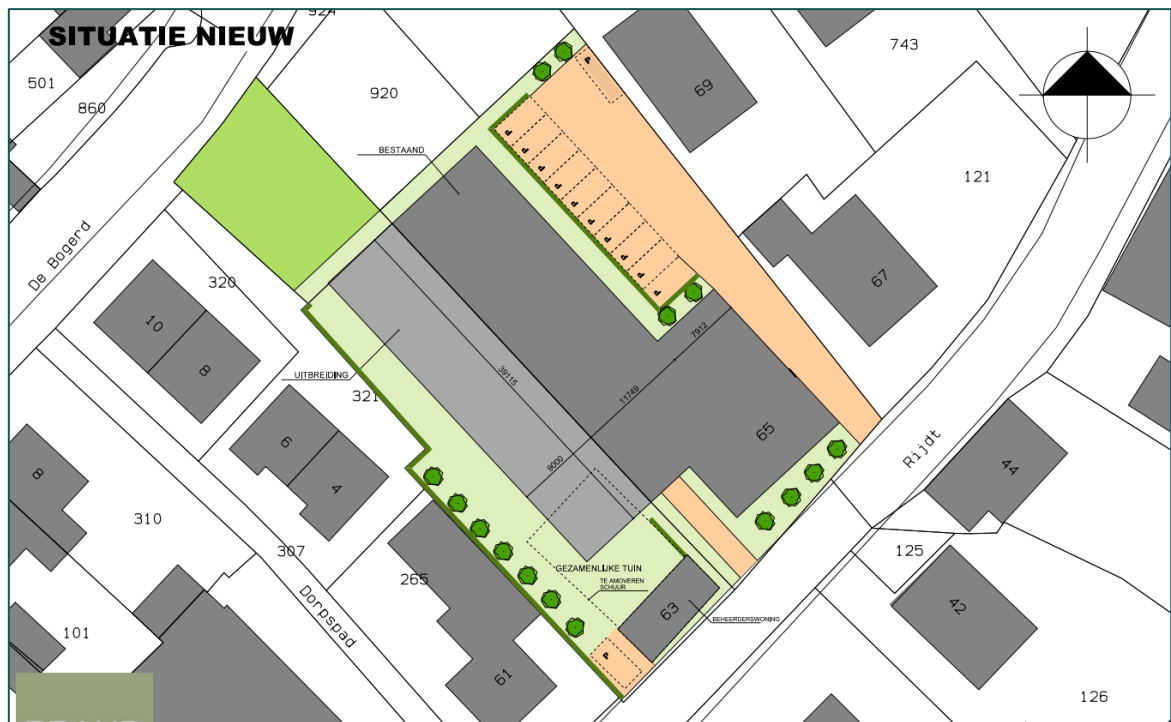 SITUATIE NIEUW
501
860
920
743
69
121
BESTAAND
De Bogerd
320
10
8
67
UITBREIDING
321
39115
7912
11749
9000
65
Rijdt
44
6
4
8
310
307
265
125
42
GEZAMENLIJKE TUIN
TE AMOVEREN
SCHUUR
63
BEHEERDERSWONING
Dorpspad
101
61
126
P
P
P
P
P
P
P
P
P
P
P
P